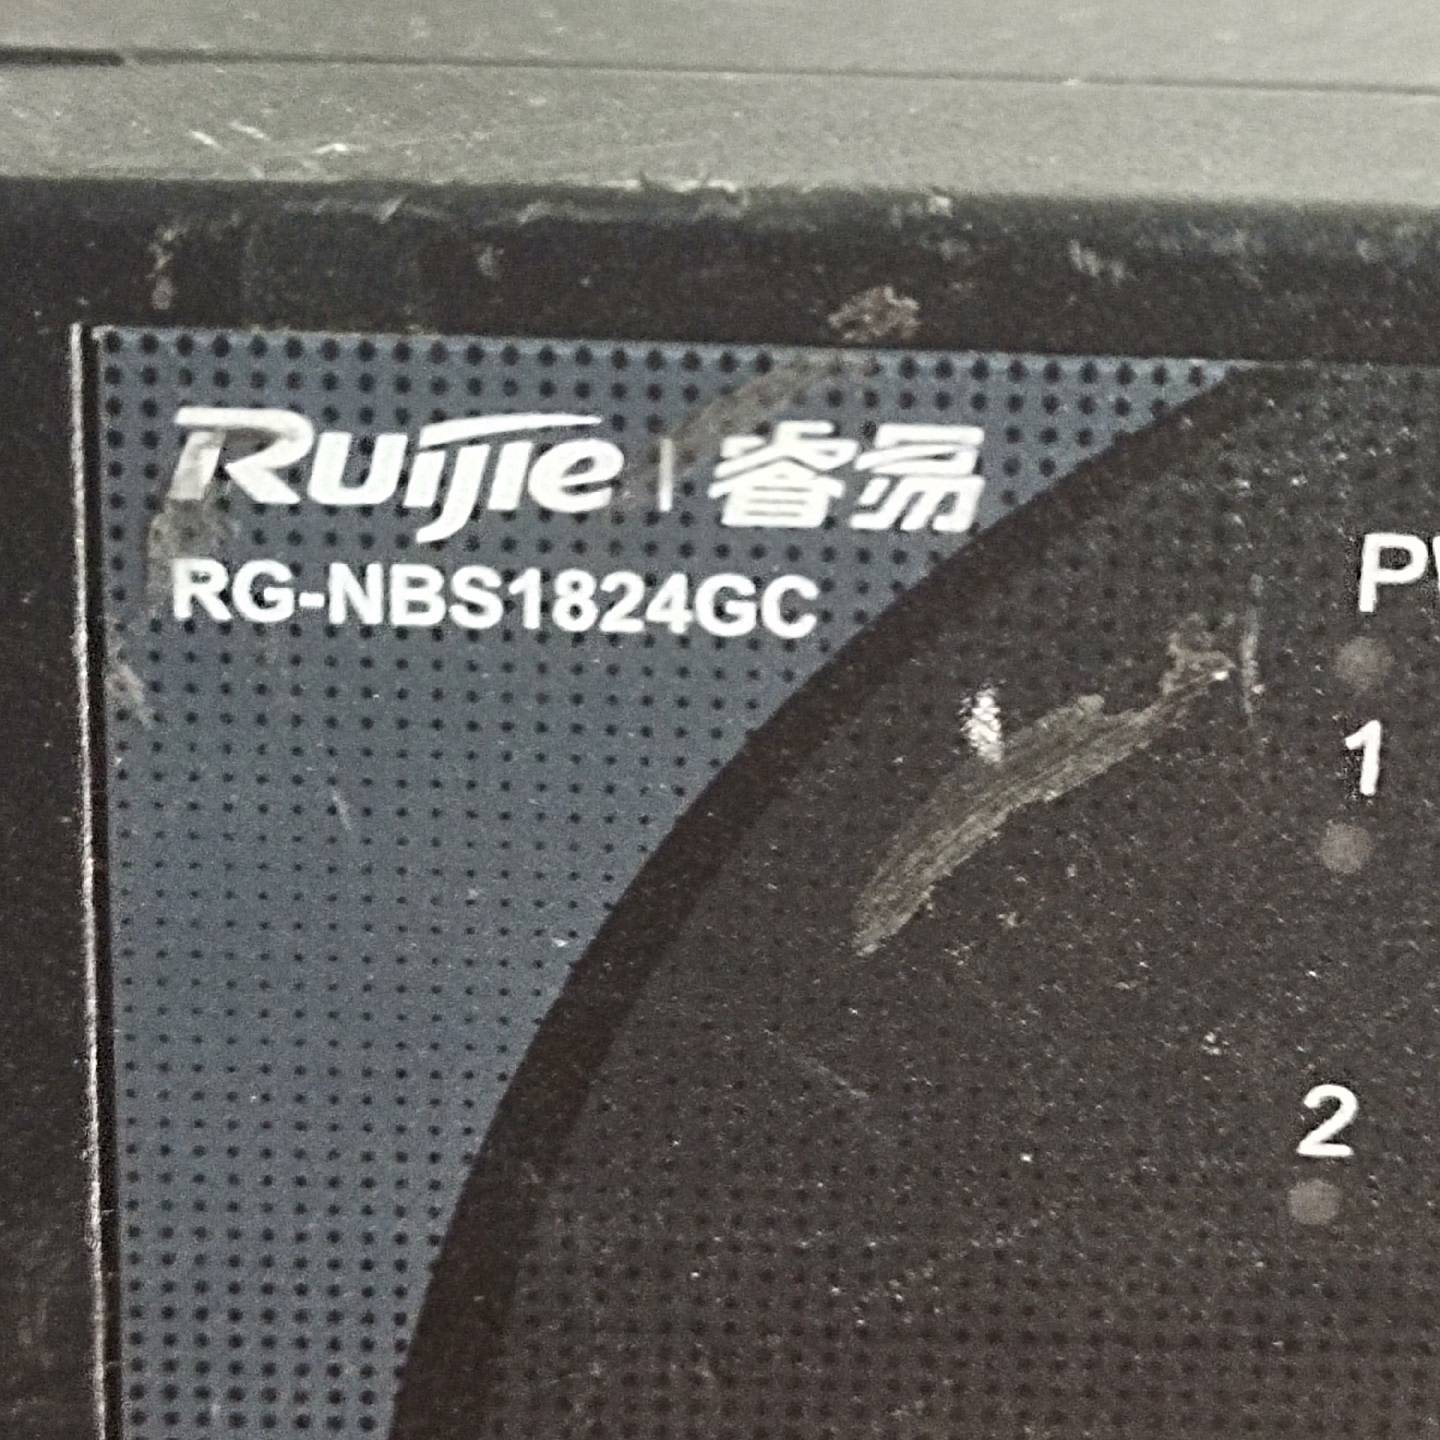 Ruijie | 睿易
RG-NBS1824GC
1
2